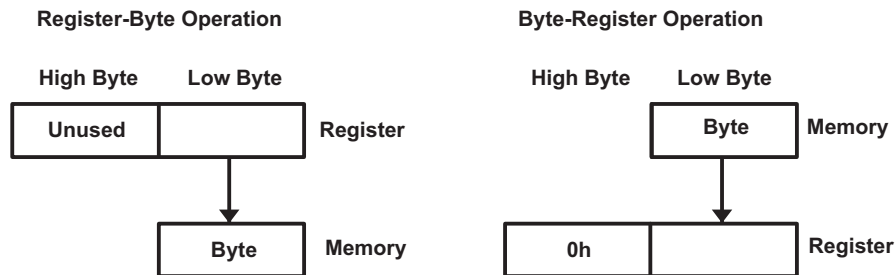 Register-Byte Operation
High Byte Low Byte
Unused Register
Byte Memory
Byte-Register Operation
High Byte Low Byte
Byte Memory
0h Register